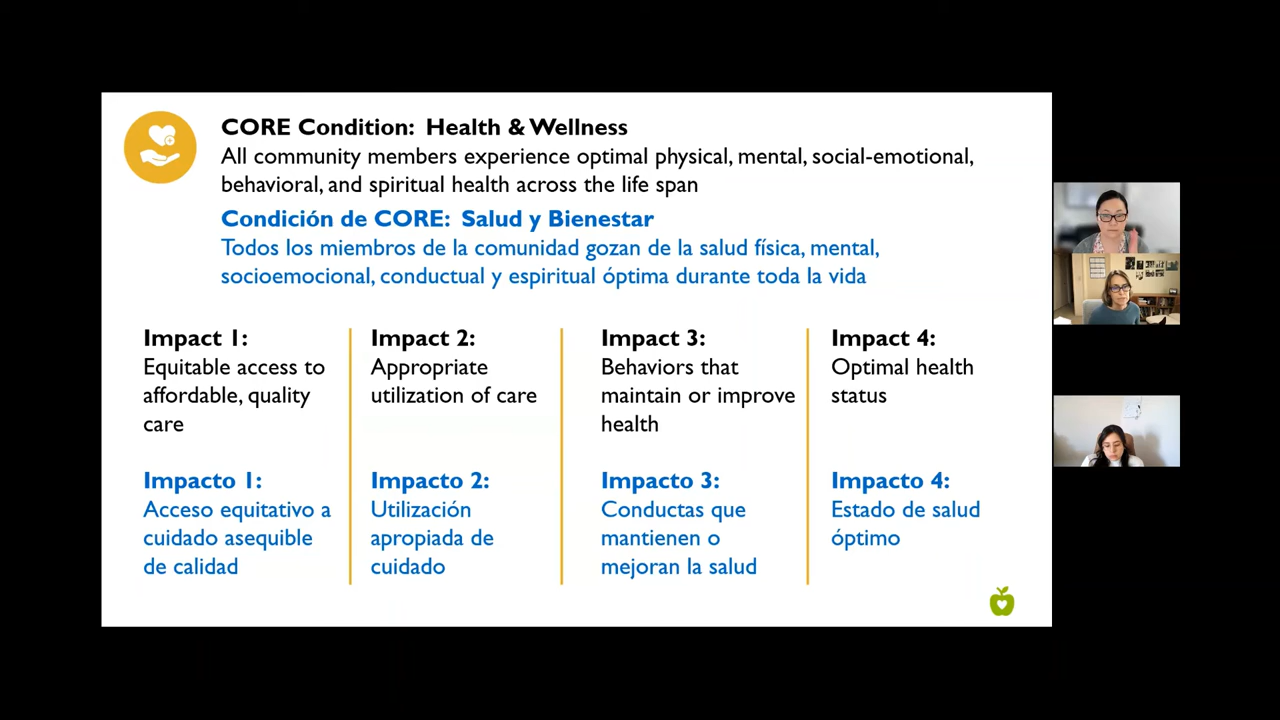 CORE Condition: Health & Wellness
All community members experience optimal physical, mental, social-emotional,
behavioral, and spiritual health across the life span
Condición de CORE: Salud y Bienestar
Todos los miembros de la comunidad gozan de la salud física, mental,
socioemocional, conductual y espiritual óptima durante toda la vida
Impact 1:
Equitable access to
affordable, quality
care
Impacto 1:
Acceso equitativo a
cuidado asequible
de calidad
Impact 2:
Appropriate
utilization of care
Impacto 2:
Utilización
apropiada de
cuidado
Impact 3:
Behaviors that
maintain or improve
health
Impacto 3:
Conductas que
mantienen o
mejoran la salud
Impact 4:
Optimal health
status
Impacto 4:
Estado de salud
óptimo